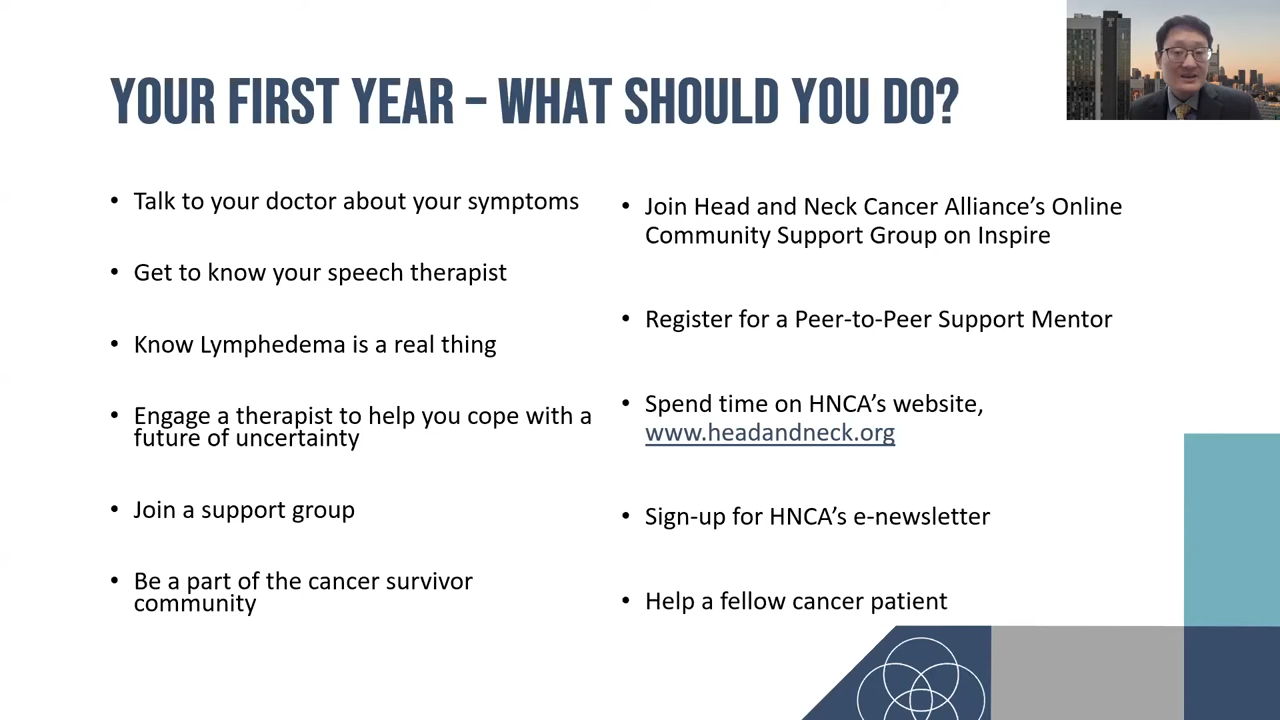 YOUR FIRST YEAR – WHAT SHOULD YOU DO?
• Talk to your doctor about your symptoms
• Get to know your speech therapist
• Know Lymphedema is a real thing
• Engage a therapist to help you cope with a
future of uncertainty
• Join a support group
• Be a part of the cancer survivor
community
• Join Head and Neck Cancer Alliance’s Online
Community Support Group on Inspire
• Register for a Peer-to-Peer Support Mentor
• Spend time on HNCA’s website,
www.headandneck.org
• Sign-up for HNCA’s e-newsletter
• Help a fellow cancer patient